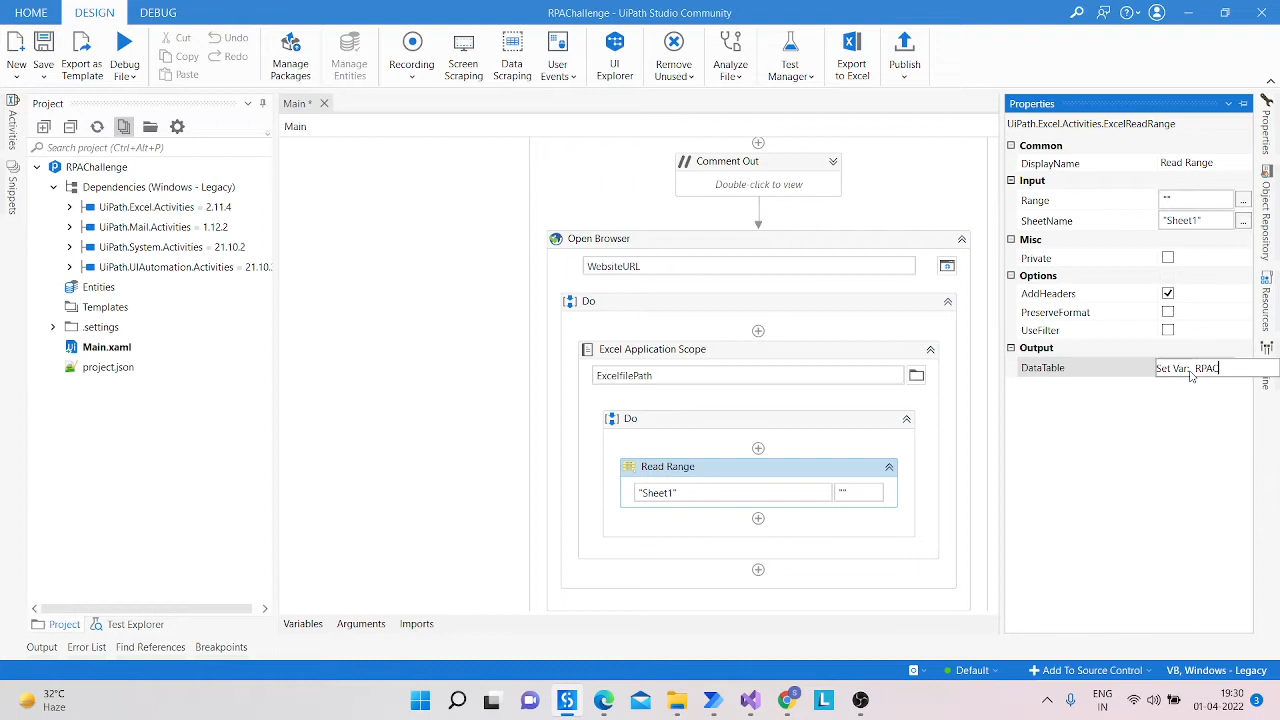 HOME DESIGN DEBUG RPAChallenge - UiPath Studio Community
New Save Export as Template Debug File Cut Copy Paste Undo Redo Manage Packages Manage Entities Recording Screen Scraping Data Scraping User Events UI Explorer Remove Unused Analyze File Test Manager Export to Excel Publish
Activities
Snippets
Project
Search project (Ctrl+Alt+P)
RPAChallenge
Dependencies (Windows - Legacy)
UiPath.Excel.Activities = 2.11.4
UiPath.Mail.Activities = 1.12.2
UiPath.System.Activities = 21.10.2
UiPath.UIAutomation.Activities = 21.10.
Entities
Templates
.settings
Main.xaml
project.json
Project Test Explorer
Main *
Main
Comment Out
Double-click to view
Open Browser
WebsiteURL
Do
Excel Application Scope
ExcelfilePath
Do
Read Range
"Sheet1" ""
Variables Arguments Imports
Properties
UiPath.Excel.Activities.ExcelReadRange
Common
DisplayName Read Range
Input
Range "" ...
SheetName "Sheet1" ...
Misc
Private
Options
AddHeaders
PreserveFormat
UseFilter
Output
DataTable Set Var: RPAC
Properties
Object Repository
Resources
Output Error List Find References Breakpoints
Default Add To Source Control VB, Windows - Legacy
32°C
Haze
ENG
IN
19:30
01-04-2022
3